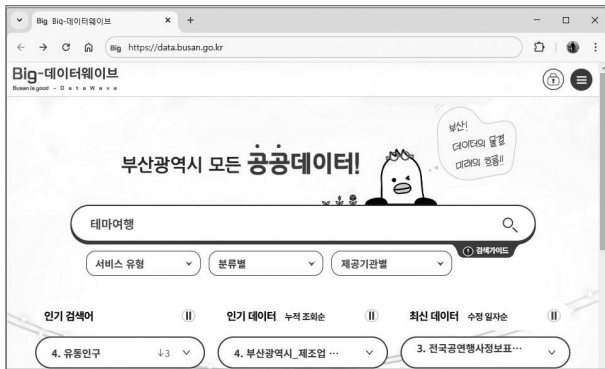 Big Big-데이터웨이브
Big https://data.busan.go.kr
Big-데이터웨이브
Busan is good - DataWave
부산!
데이터의 물결
미래의 흐름!!
부산광역시 모든 공공데이터!
테마여행
검색가이드
서비스 유형
분류별
제공기관별
인기 검색어
인기 데이터 누적 조회순
최신 데이터 수정 일자순
4. 유동인구 ↓3
4. 부산광역시_제조업 …
3. 전국공연행사정보표…